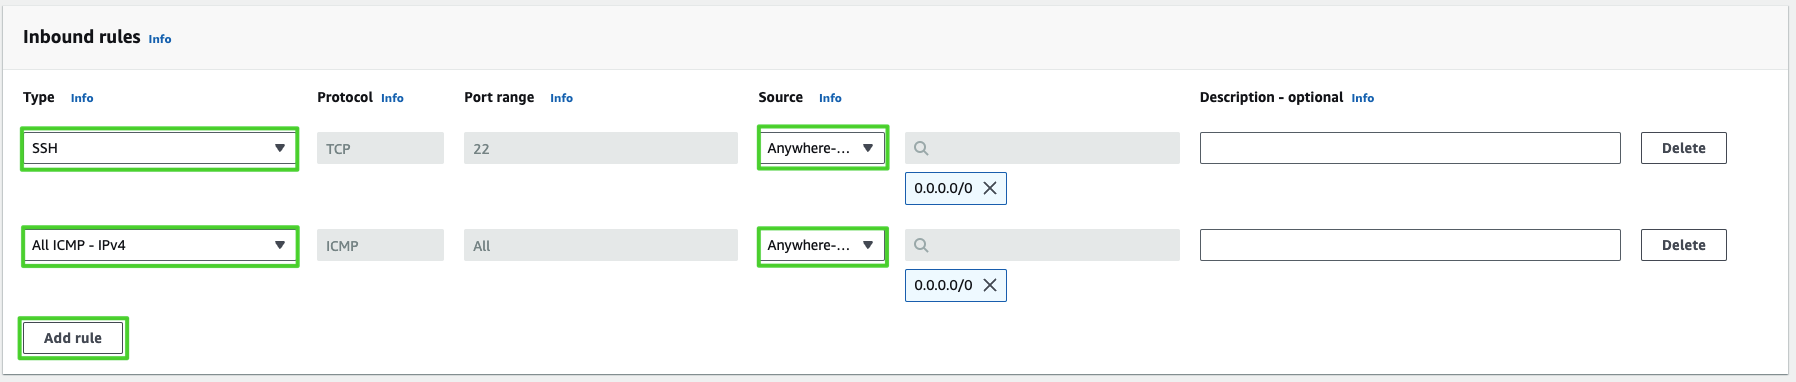 Inbound rules Info
Type Info Protocol Info Port range Info Source Info Description - optional Info
SSH TCP 22 Anywhere-... Delete
0.0.0.0/0
All ICMP - IPv4 ICMP All Anywhere-... Delete
0.0.0.0/0
Add rule